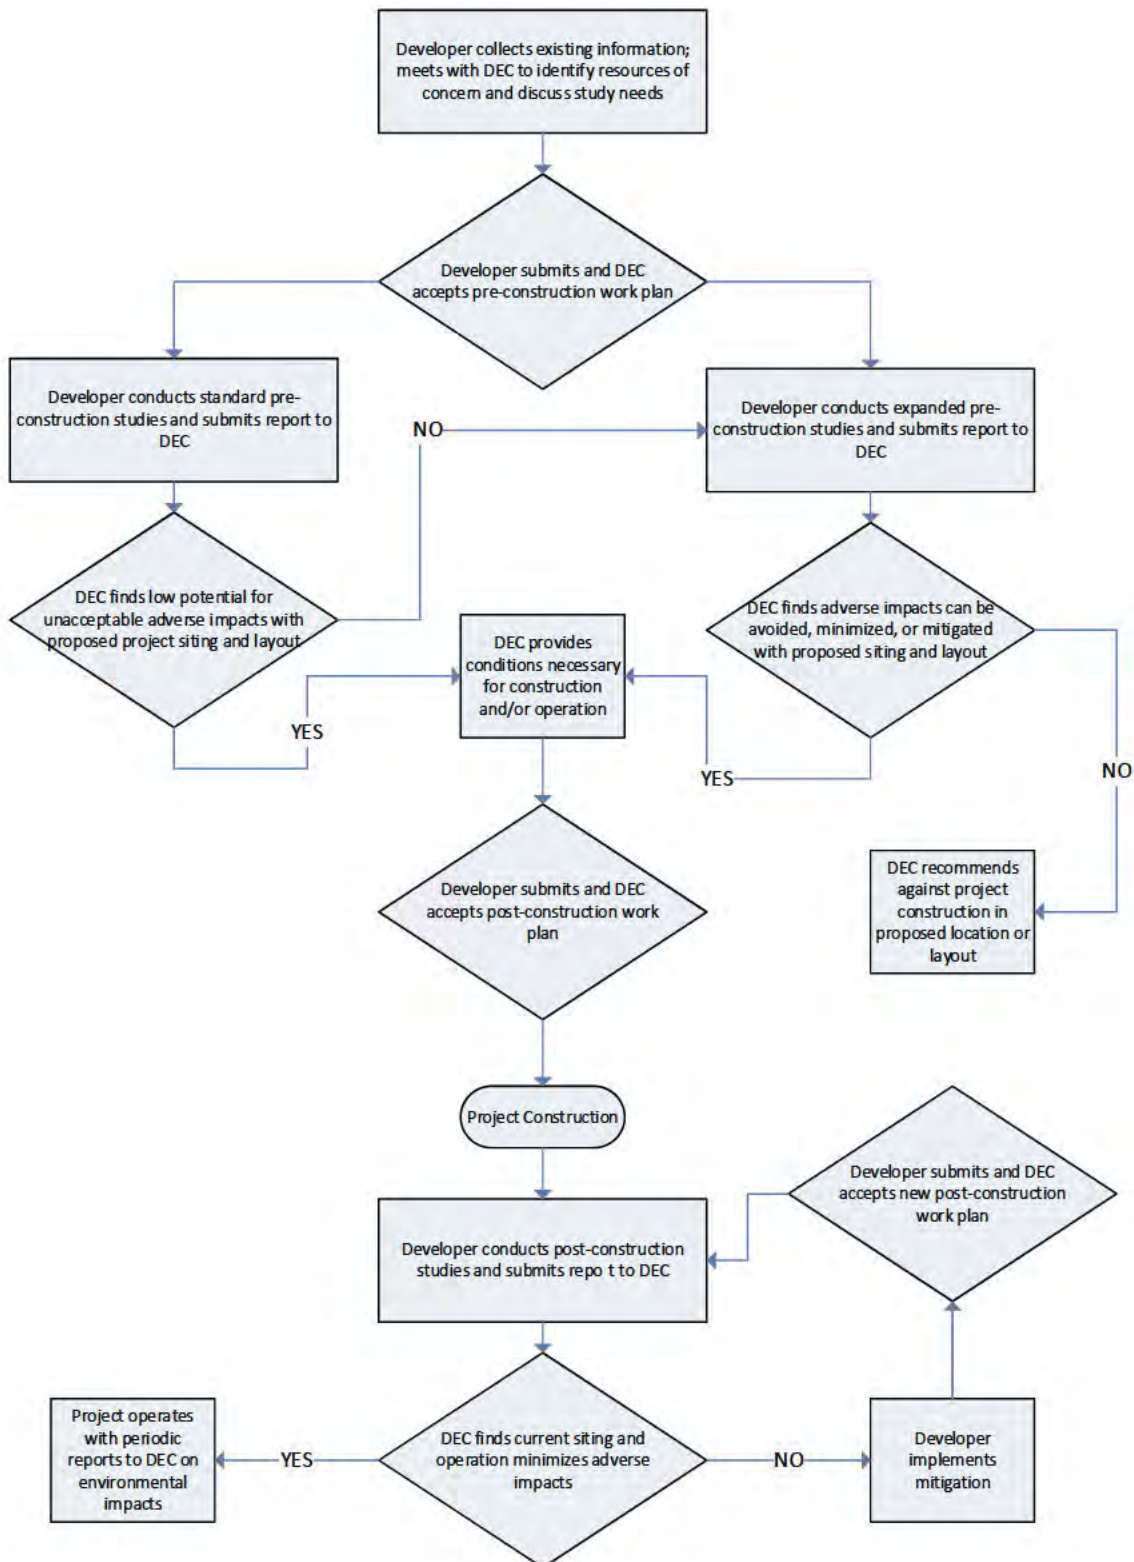 Developer collects existing information;
meets with DEC to identify resources of
concern and discuss study needs
Developer submits and DEC
accepts pre-construction work plan
Developer conducts standard pre-
construction studies and submits report to
DEC
NO
Developer conducts expanded pre-
construction studies and submits report to
DEC
DEC finds low potential for
unacceptable adverse impacts with
proposed project siting and layout
DEC provides
conditions necessary
for construction
and/or operation
DEC finds adverse impacts can be
avoided, minimized, or mitigated
with proposed siting and layout
YES
YES
NO
Developer submits and DEC
accepts post-construction work
plan
DEC recommends
against project
construction in
proposed location or
layout
Project Construction
Developer submits and DEC
accepts new post-construction
work plan
Developer conducts post-construction
studies and submits repo t to DEC
Project operates
with periodic
reports to DEC on
environmental
impacts
YES
DEC finds current siting and
operation minimizes adverse
impacts
NO
Developer
implements
mitigation